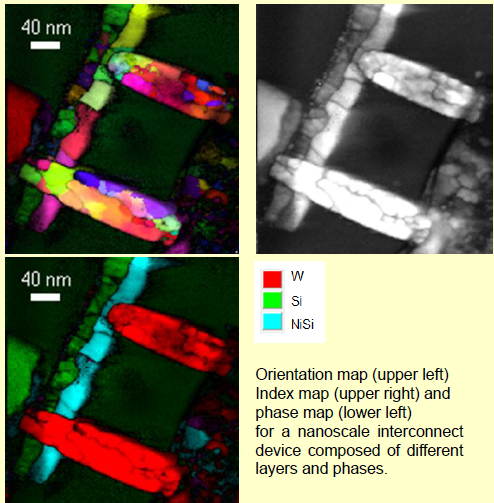 40 nm
40 nm
W
Si
NiSi
Orientation map (upper left)
Index map (upper right) and
phase map (lower left)
for a nanoscale interconnect
device composed of different
layers and phases.